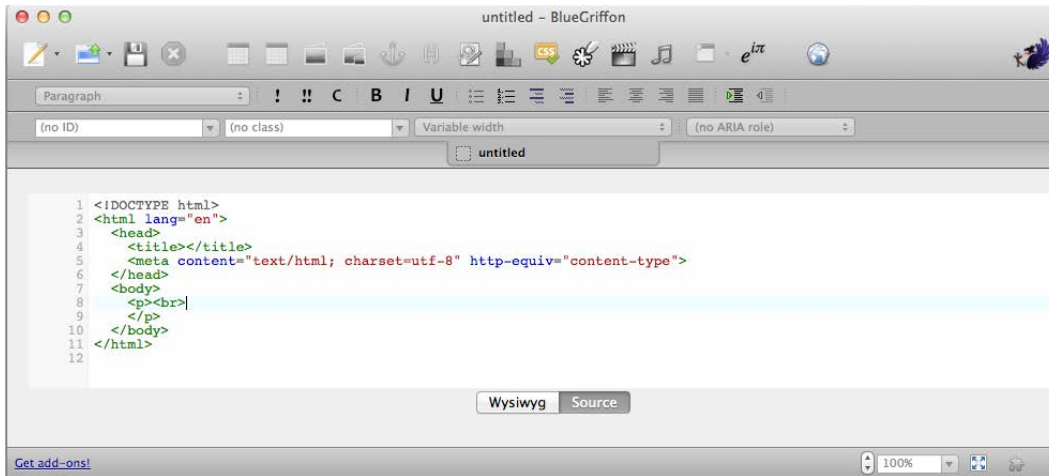 untitled – BlueGriffon
CSS e^iπ
Paragraph ! !! C B I U
(no ID) (no class) Variable width (no ARIA role)
untitled
1 <!DOCTYPE html>
2 <html lang="en">
3 <head>
4 <title></title>
5 <meta content="text/html; charset=utf-8" http-equiv="content-type">
6 </head>
7 <body>
8 <p><br>
9 </p>
10 </body>
11 </html>
12
Wysiwyg Source
Get add-ons! 100%